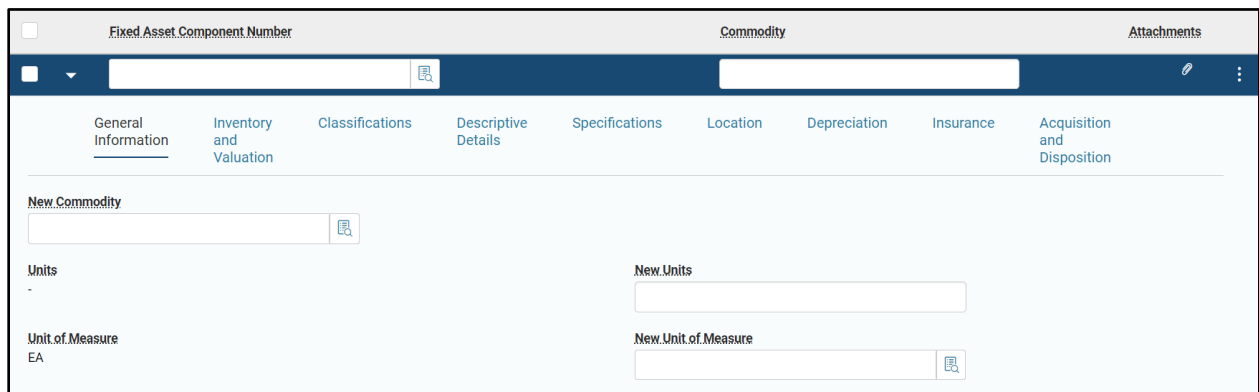 Fixed Asset Component Number Commodity Attachments
General Information Inventory and Valuation Classifications Descriptive Details Specifications Location Depreciation Insurance Acquisition and Disposition
New Commodity
Units New Units
-
Unit of Measure New Unit of Measure
EA